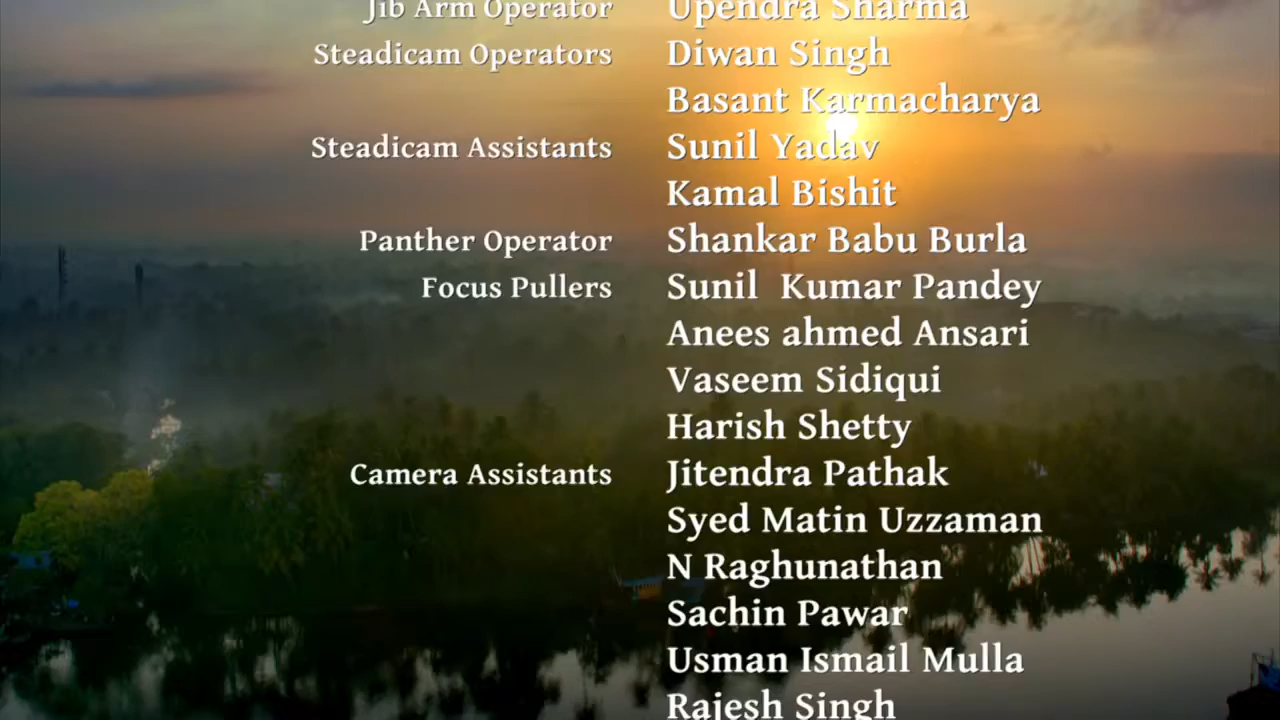 Jib Arm Operator Upendra Sharma
Steadicam Operators Diwan Singh
Basant Karmacharya
Steadicam Assistants Sunil Yadav
Kamal Bishit
Panther Operator Shankar Babu Burla
Focus Pullers Sunil  Kumar Pandey
Anees ahmed Ansari
Vaseem Sidiqui
Harish Shetty
Camera Assistants Jitendra Pathak
Syed Matin Uzzaman
N Raghunathan
Sachin Pawar
Usman Ismail Mulla
Rajesh Singh